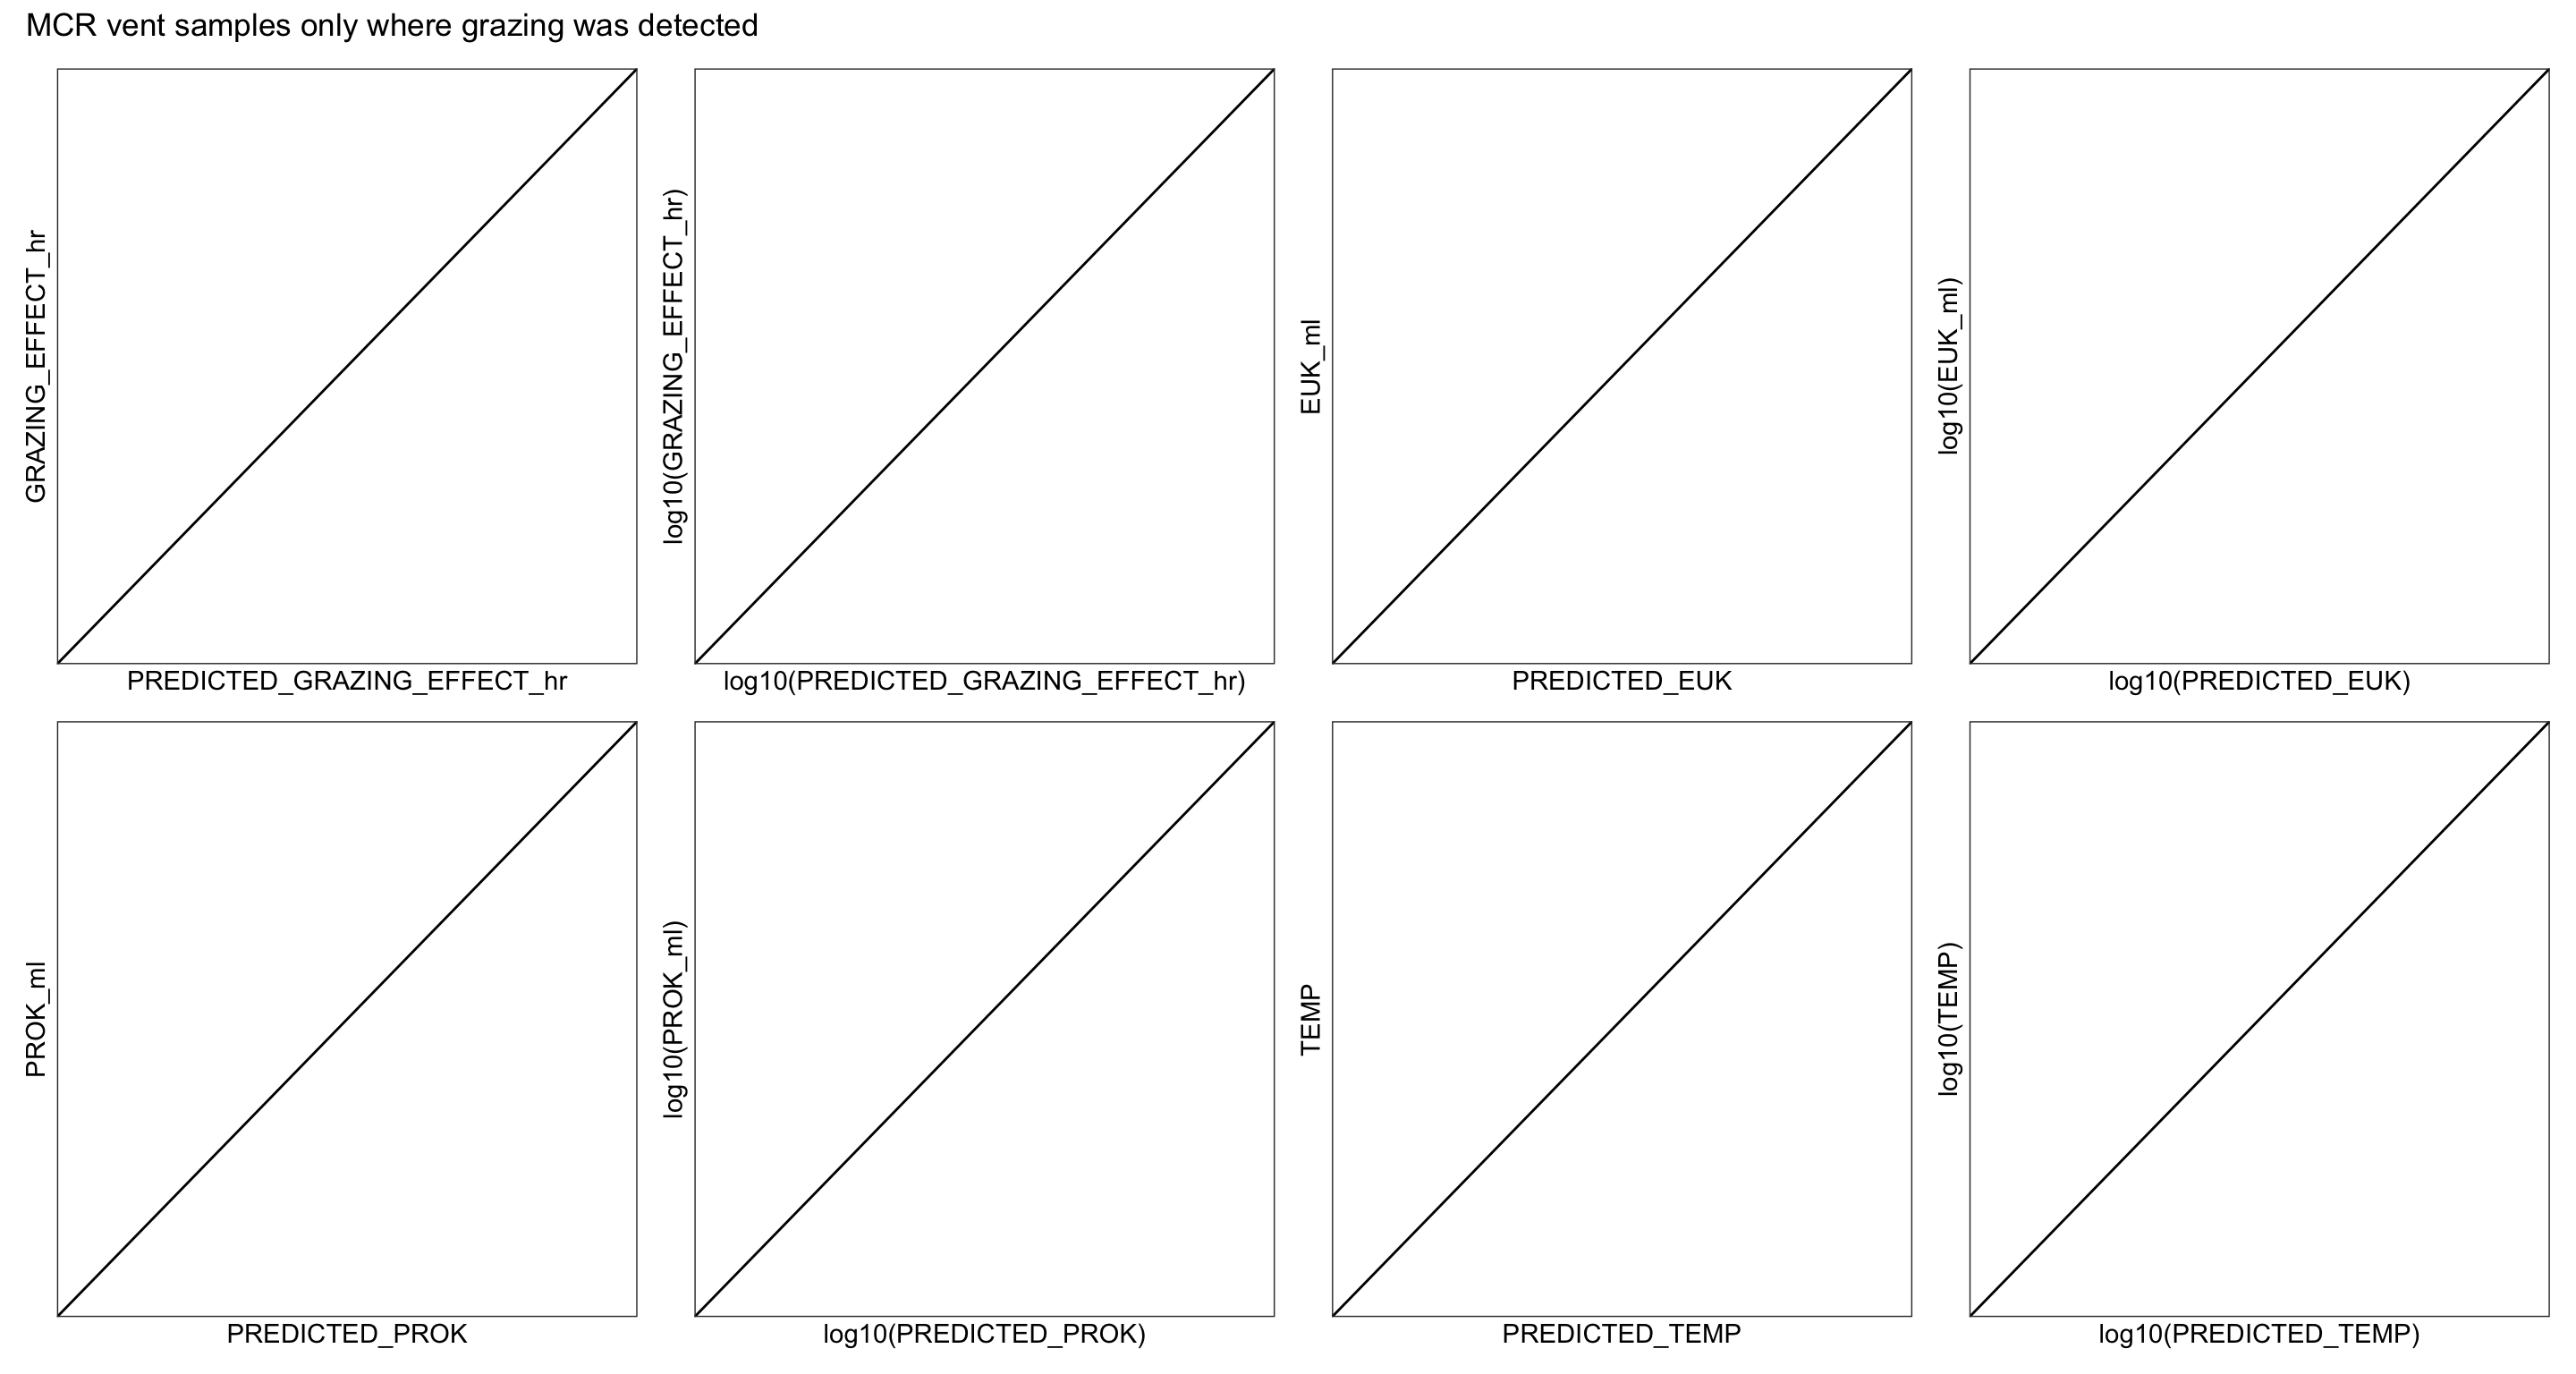 MCR vent samples only where grazing was detected
GRAZING_EFFECT_hr
PREDICTED_GRAZING_EFFECT_hr
log10(GRAZING_EFFECT_hr)
log10(PREDICTED_GRAZING_EFFECT_hr)
EUK_ml
PREDICTED_EUK
log10(EUK_ml)
log10(PREDICTED_EUK)
PROK_ml
PREDICTED_PROK
log10(PROK_ml)
log10(PREDICTED_PROK)
TEMP
PREDICTED_TEMP
log10(TEMP)
log10(PREDICTED_TEMP)